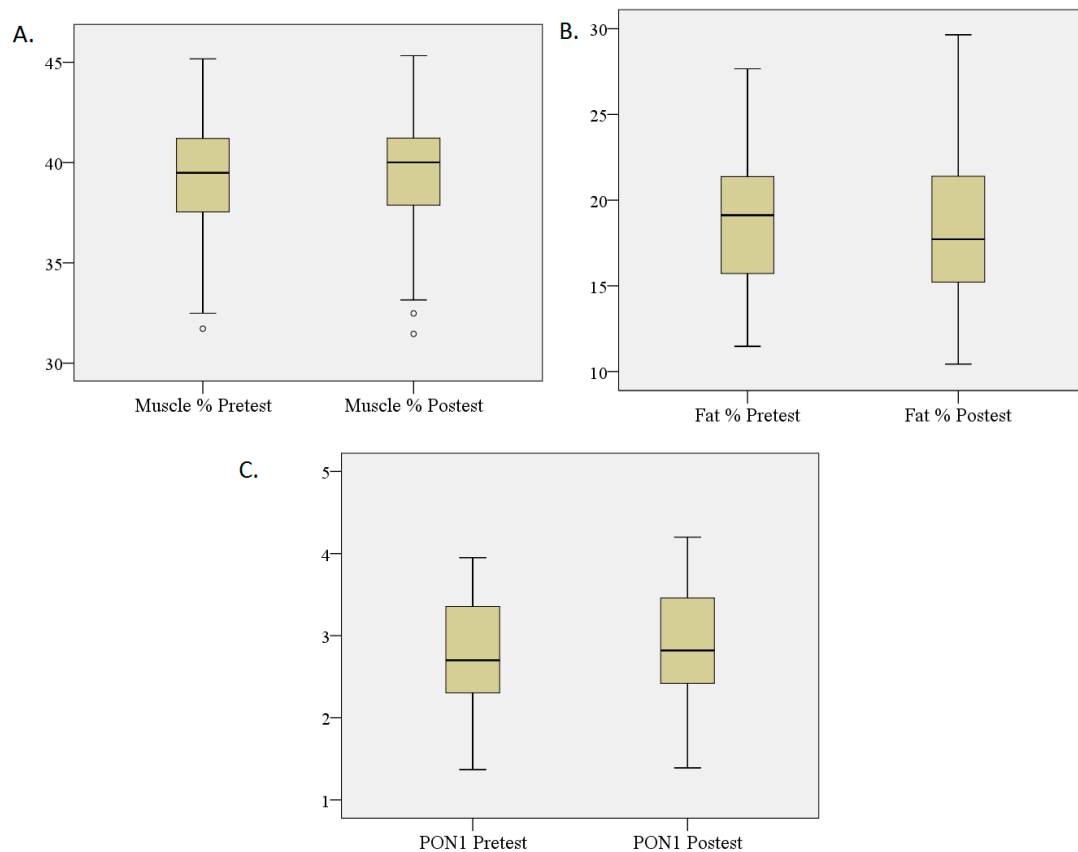 A.
45
40
35
30
Muscle % Pretest
Muscle % Postest
B.
30
25
20
15
10
Fat % Pretest
Fat % Postest
C.
5
4
3
2
1
PON1 Pretest
PON1 Postest